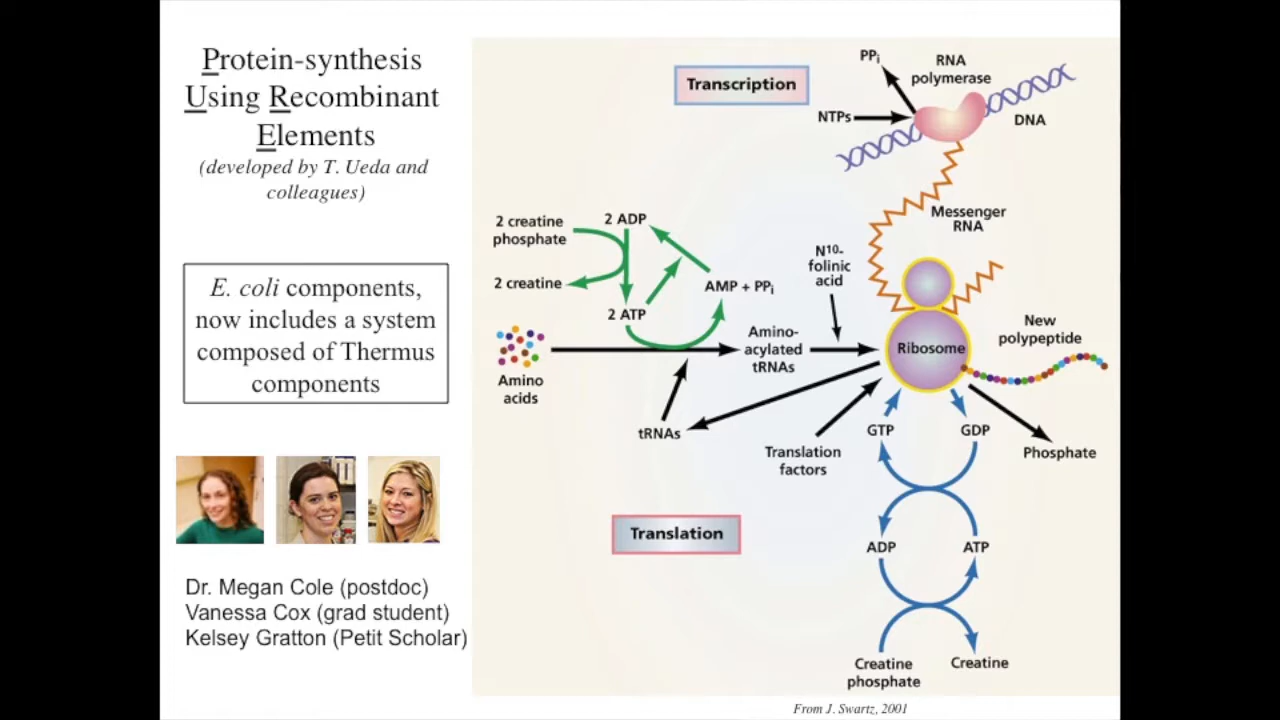 Protein-synthesis
Using Recombinant
Elements
(developed by T. Ueda and
colleagues)
E. coli components,
now includes a system
composed of Thermus
components
Dr. Megan Cole (postdoc)
Vanessa Cox (grad student)
Kelsey Gratton (Petit Scholar)
Transcription
PPi
RNA
polymerase
NTPs
DNA
Messenger
RNA
2 creatine
phosphate
2 ADP
2 creatine
AMP + PPi
2 ATP
N10-
folinic
acid
Amino
acids
Amino-
acylated
tRNAs
Ribosome
New
polypeptide
tRNAs
Translation
factors
GTP
GDP
Phosphate
Translation
ADP
ATP
Creatine
phosphate
Creatine
From J. Swartz, 2001